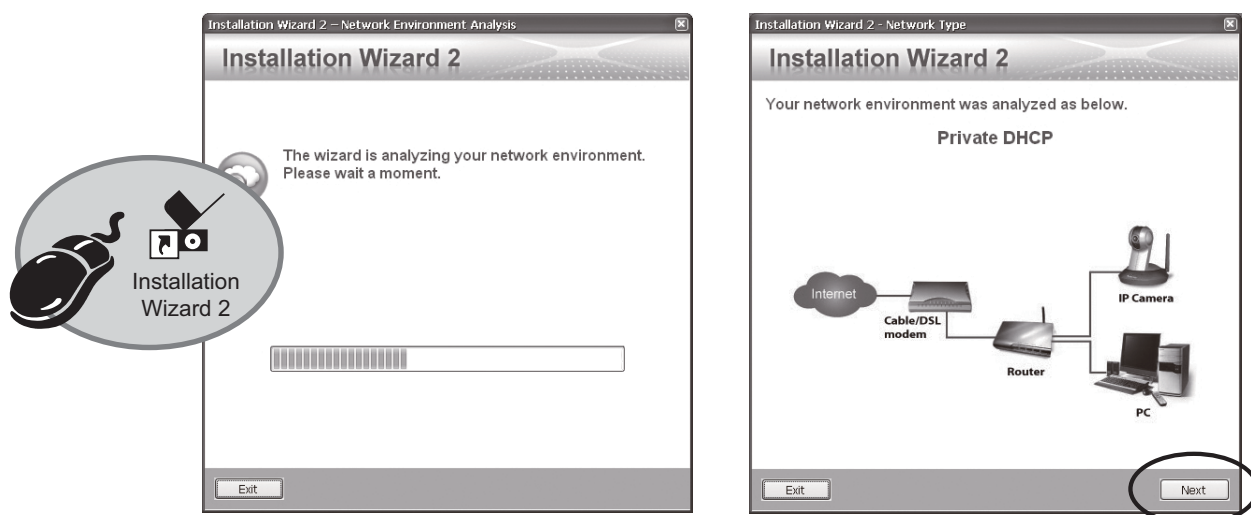 Installation Wizard 2 – Network Environment Analysis
Installation Wizard 2
The wizard is analyzing your network environment.
Please wait a moment.
Installation
Wizard 2
Exit
Installation Wizard 2 - Network Type
Installation Wizard 2
Your network environment was analyzed as below.
Private DHCP
Internet
Cable/DSL
modem
Router
IP Camera
PC
Exit
Next